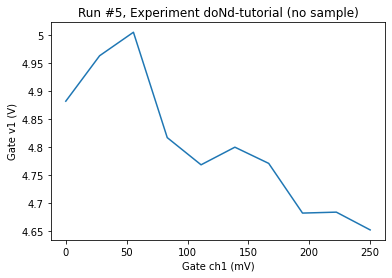 Run #5, Experiment doNd-tutorial (no sample)
Gate v1 (V)
5
4.95
4.9
4.85
4.8
4.75
4.7
4.65
0 50 100 150 200 250
Gate ch1 (mV)